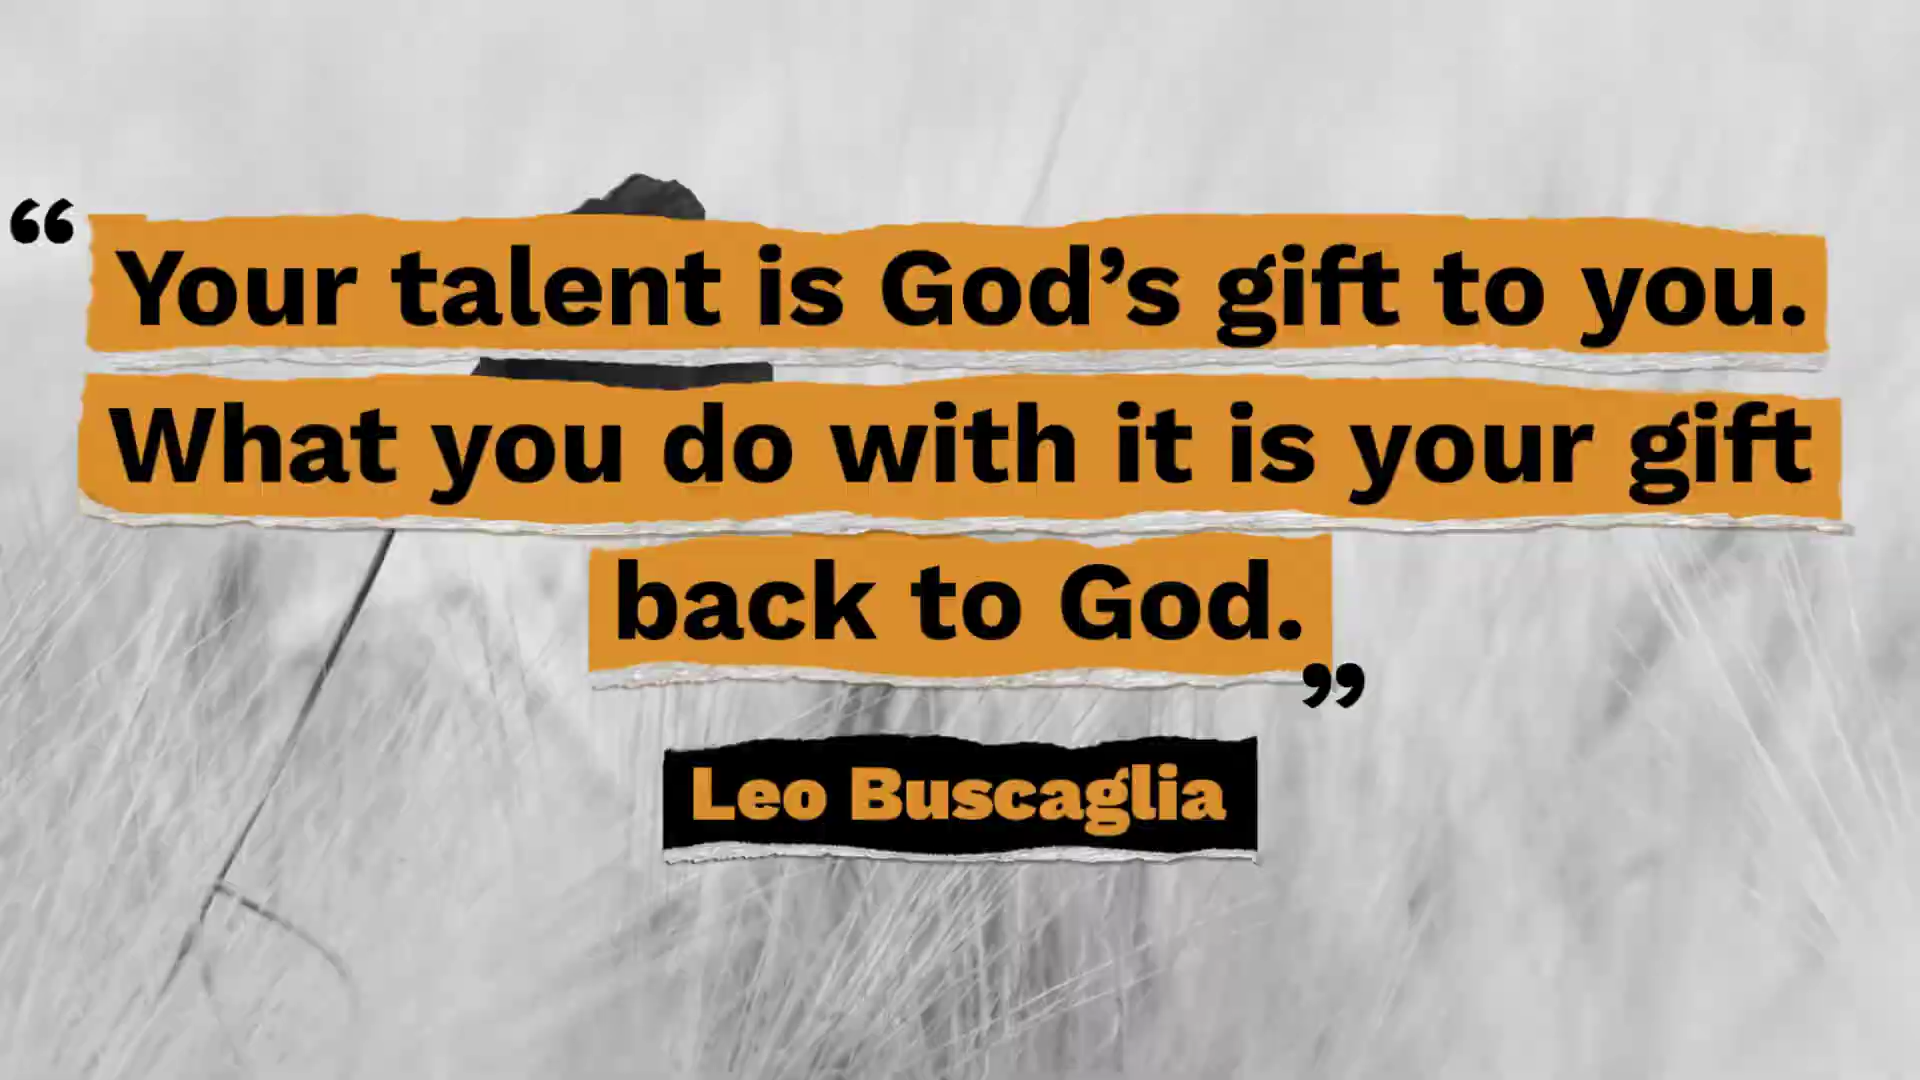 “Your talent is God’s gift to you.
What you do with it is your gift
back to God.”
Leo Buscaglia